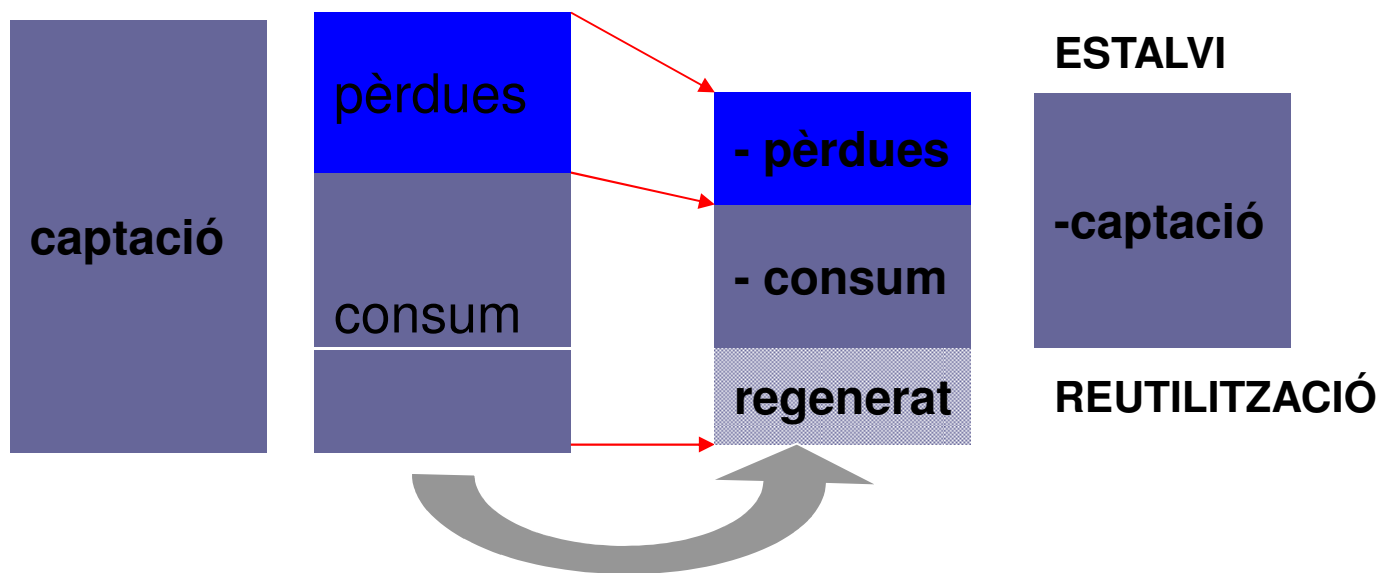 captació
pèrdues
consum
- pèrdues
- consum
regenerat
ESTALVI
-captació
REUTILITZACIÓ